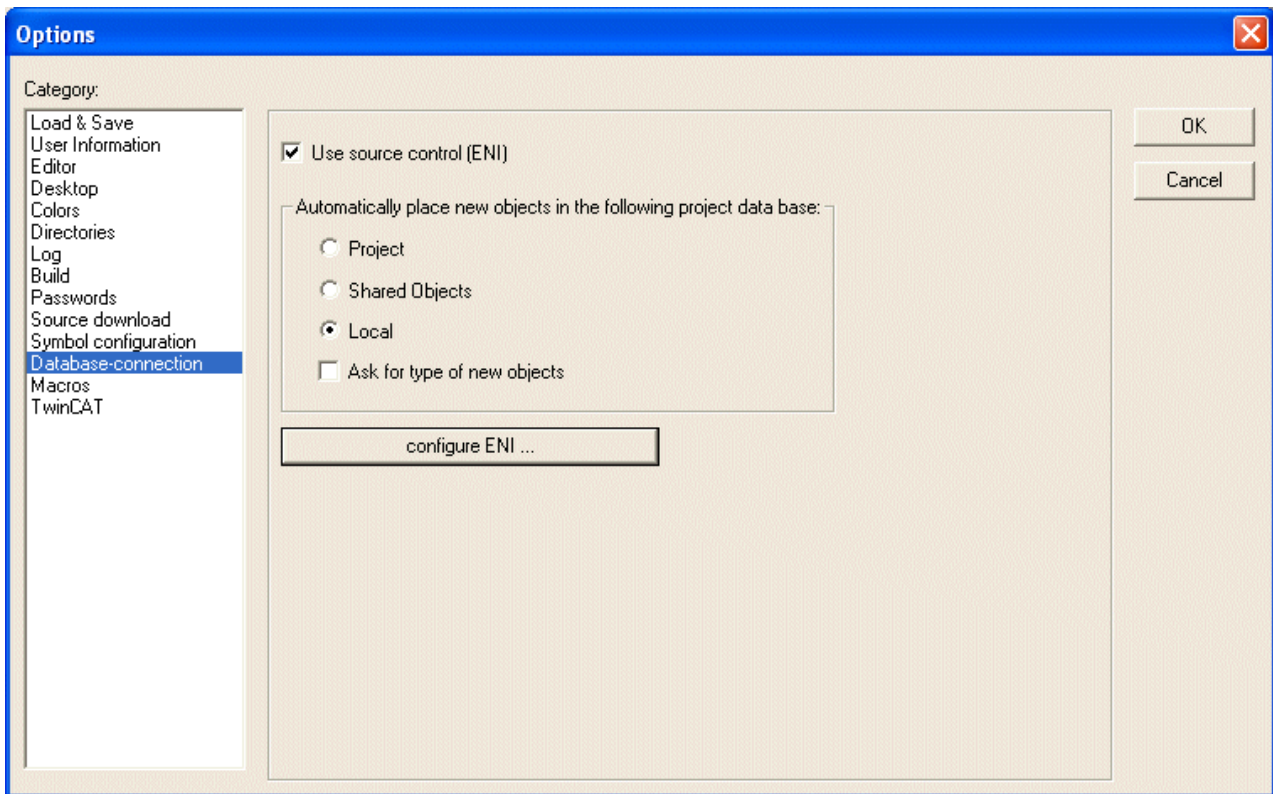 Options
Category:
Load & Save
User Information
Editor
Desktop
Colors
Directories
Log
Build
Passwords
Source download
Symbol configuration
Database-connection
Macros
TwinCAT
Use source control (ENI)
Automatically place new objects in the following project data base:
Project
Shared Objects
Local
Ask for type of new objects
configure ENI ...
OK
Cancel